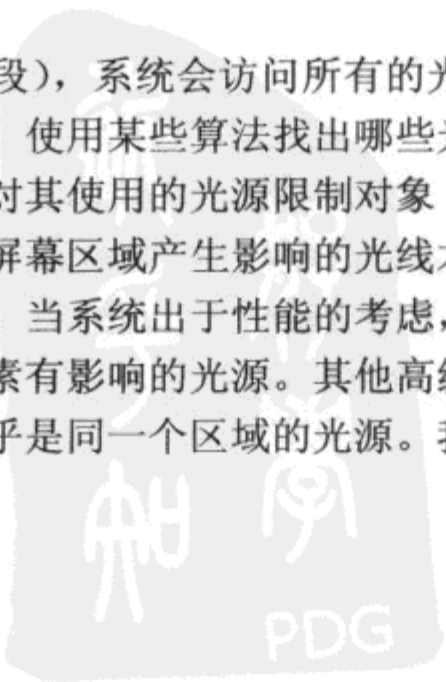 段），系统会访问所有的光
使用某些算法找出哪些
对其使用的光源限制对象
屏幕区域产生影响的光线
当系统出于性能的考虑，
素有影响的光源。其他高级
乎是同一个区域的光源。
知
PDG